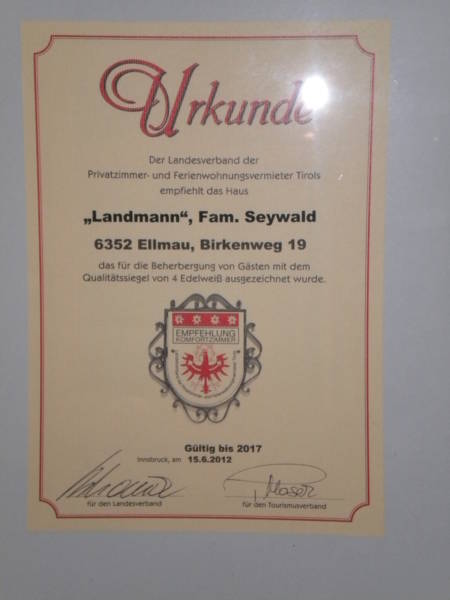 Urkunde
Der Landesverband der
Privatzimmer- und Ferienwohnungsvermieter Tirols
empfiehlt das Haus
„Landmann“, Fam. Seywald
6352 Ellmau, Birkenweg 19
das für die Beherbergung von Gästen mit dem
Qualitätssiegel von 4 Edelweiß ausgezeichnet wurde.
EMPFEHLUNG
KOMFORTZIMMER
Gültig bis 2017
Innsbruck, am 15.6.2012
für den Landesverband
für den Tourismusverband